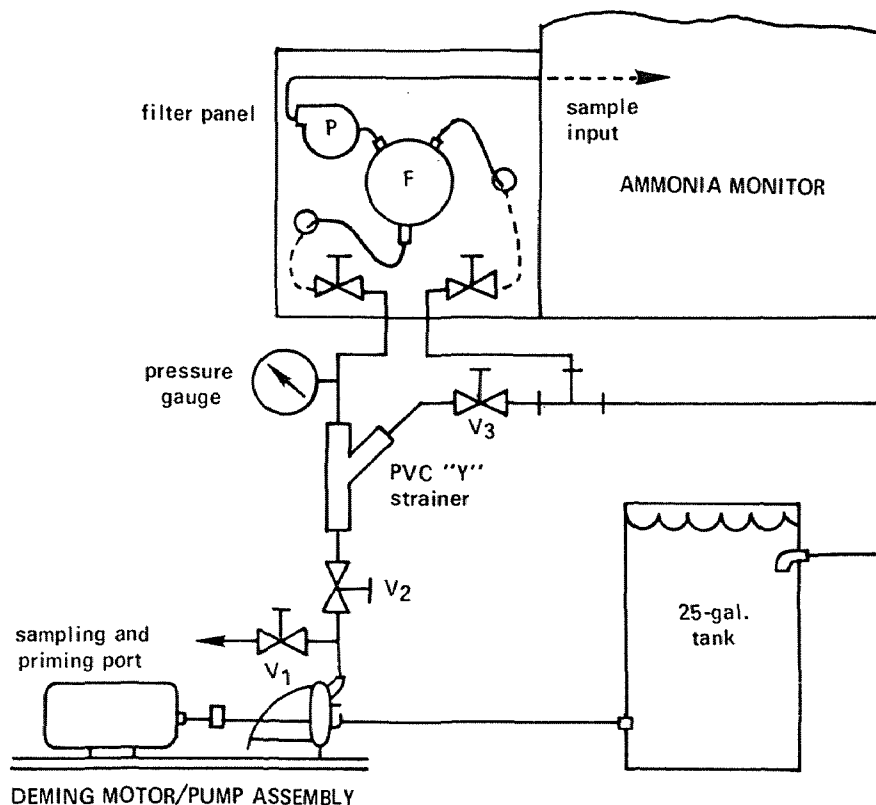 filter panel
P
F
sample
input
AMMONIA MONITOR
pressure
gauge
V3
PVC "Y"
strainer
V2
sampling and
priming port
V1
25-gal.
tank
DEMING MOTOR/PUMP ASSEMBLY